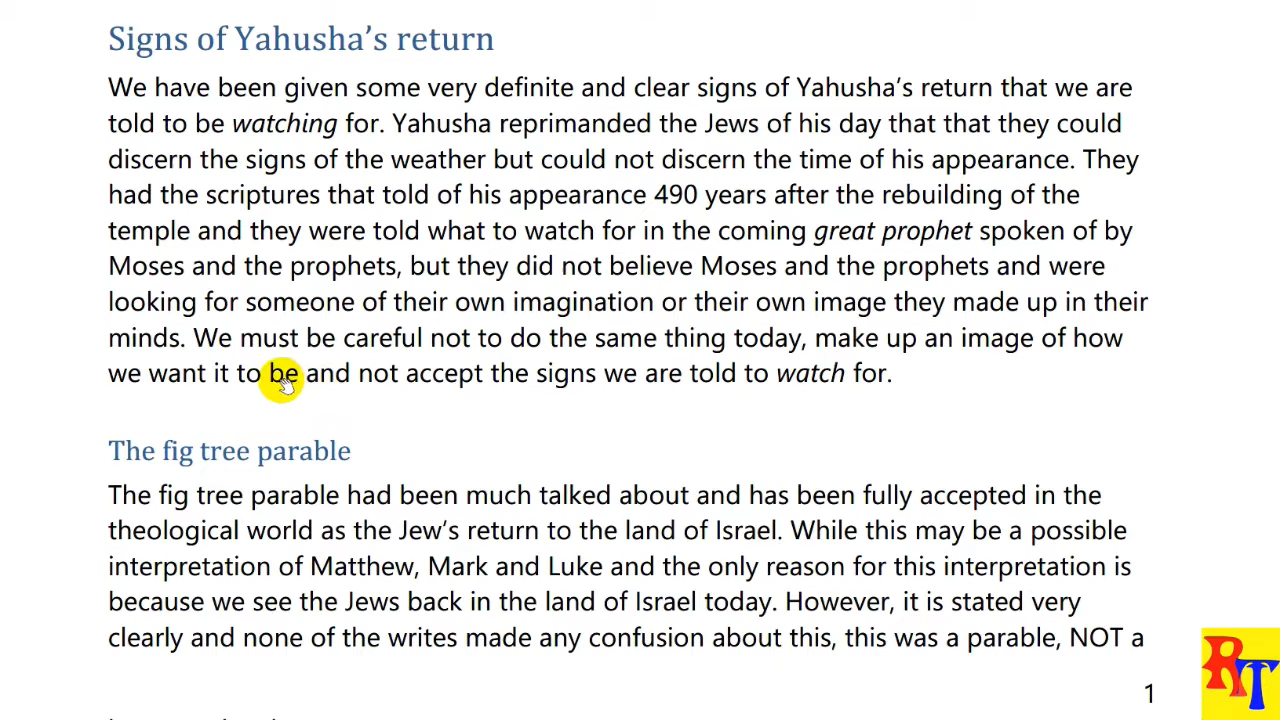 Signs of Yahusha’s return
We have been given some very definite and clear signs of Yahusha’s return that we are
told to be watching for. Yahusha reprimanded the Jews of his day that that they could
discern the signs of the weather but could not discern the time of his appearance. They
had the scriptures that told of his appearance 490 years after the rebuilding of the
temple and they were told what to watch for in the coming great prophet spoken of by
Moses and the prophets, but they did not believe Moses and the prophets and were
looking for someone of their own imagination or their own image they made up in their
minds. We must be careful not to do the same thing today, make up an image of how
we want it to be and not accept the signs we are told to watch for.
The fig tree parable
The fig tree parable had been much talked about and has been fully accepted in the
theological world as the Jew’s return to the land of Israel. While this may be a possible
interpretation of Matthew, Mark and Luke and the only reason for this interpretation is
because we see the Jews back in the land of Israel today. However, it is stated very
clearly and none of the writes made any confusion about this, this was a parable, NOT a
1
RT